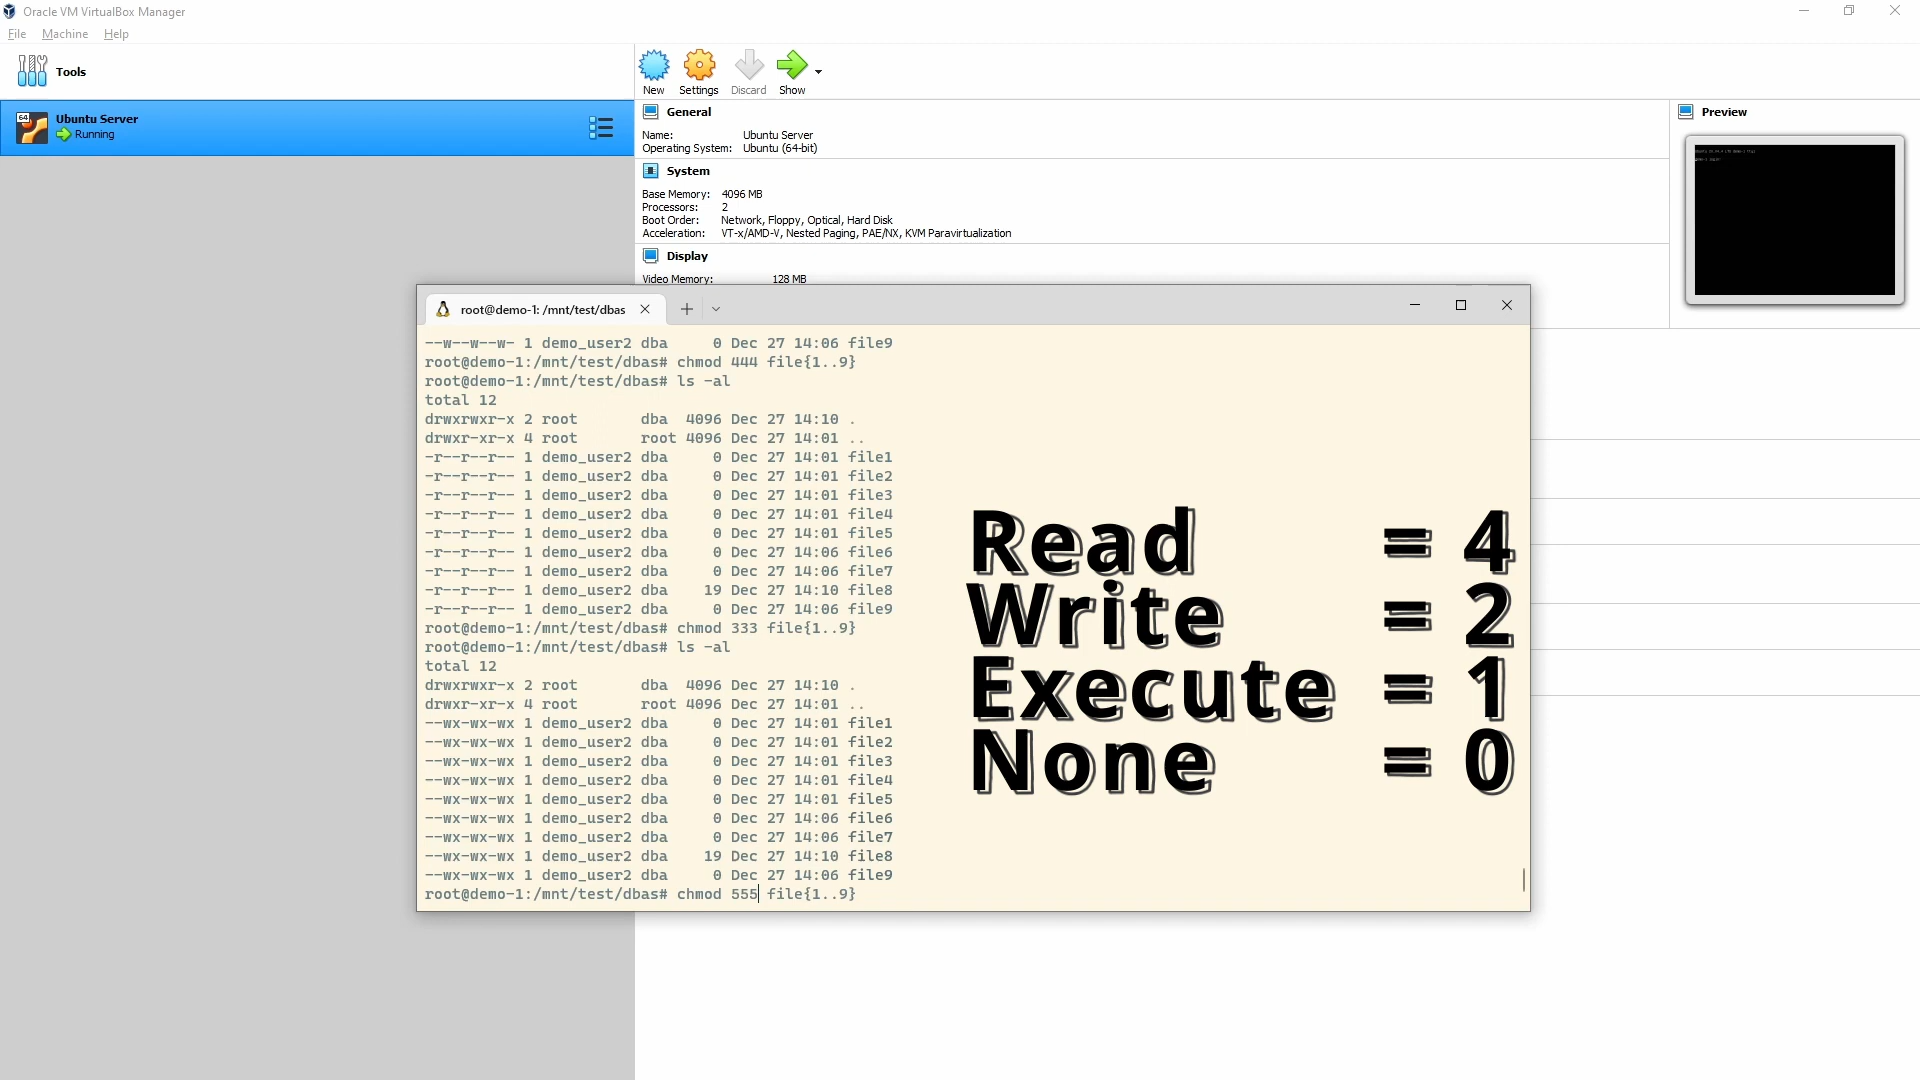 Oracle VM VirtualBox Manager
File Machine Help
Tools
New Settings Discard Show
64
Ubuntu Server
Running
General
Name: Ubuntu Server
Operating System: Ubuntu (64-bit)
System
Base Memory: 4096 MB
Processors: 2
Boot Order: Network, Floppy, Optical, Hard Disk
Acceleration: VT-x/AMD-V, Nested Paging, PAE/NX, KVM Paravirtualization
Display
Video Memory: 128 MB
Preview
root@demo-1: /mnt/test/dbas
--w--w--w- 1 demo_user2 dba 0 Dec 27 14:06 file9
root@demo-1:/mnt/test/dbas# chmod 444 file{1..9}
root@demo-1:/mnt/test/dbas# ls -al
total 12
drwxrwxr-x 2 root dba 4096 Dec 27 14:10 .
drwxr-xr-x 4 root root 4096 Dec 27 14:01 ..
-r--r--r-- 1 demo_user2 dba 0 Dec 27 14:01 file1
-r--r--r-- 1 demo_user2 dba 0 Dec 27 14:01 file2
-r--r--r-- 1 demo_user2 dba 0 Dec 27 14:01 file3
-r--r--r-- 1 demo_user2 dba 0 Dec 27 14:01 file4
-r--r--r-- 1 demo_user2 dba 0 Dec 27 14:01 file5
-r--r--r-- 1 demo_user2 dba 0 Dec 27 14:06 file6
-r--r--r-- 1 demo_user2 dba 0 Dec 27 14:06 file7
-r--r--r-- 1 demo_user2 dba 19 Dec 27 14:10 file8
-r--r--r-- 1 demo_user2 dba 0 Dec 27 14:06 file9
root@demo-1:/mnt/test/dbas# chmod 333 file{1..9}
root@demo-1:/mnt/test/dbas# ls -al
total 12
drwxrwxr-x 2 root dba 4096 Dec 27 14:10 .
drwxr-xr-x 4 root root 4096 Dec 27 14:01 ..
--wx-wx-wx 1 demo_user2 dba 0 Dec 27 14:01 file1
--wx-wx-wx 1 demo_user2 dba 0 Dec 27 14:01 file2
--wx-wx-wx 1 demo_user2 dba 0 Dec 27 14:01 file3
--wx-wx-wx 1 demo_user2 dba 0 Dec 27 14:01 file4
--wx-wx-wx 1 demo_user2 dba 0 Dec 27 14:01 file5
--wx-wx-wx 1 demo_user2 dba 0 Dec 27 14:06 file6
--wx-wx-wx 1 demo_user2 dba 0 Dec 27 14:06 file7
--wx-wx-wx 1 demo_user2 dba 19 Dec 27 14:10 file8
--wx-wx-wx 1 demo_user2 dba 0 Dec 27 14:06 file9
root@demo-1:/mnt/test/dbas# chmod 555 file{1..9}
Read = 4
Write = 2
Execute = 1
None = 0